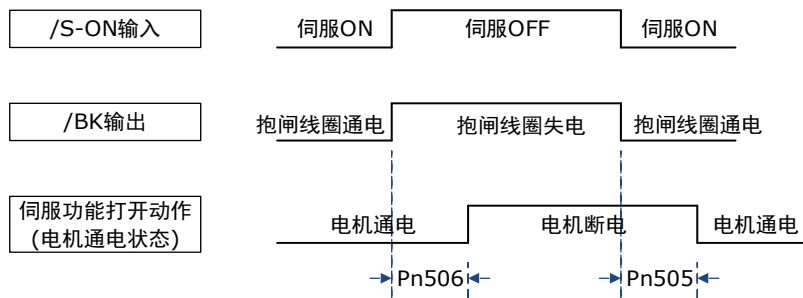 /S-ON输入
伺服ON
伺服OFF
伺服ON
/BK输出
抱闸线圈通电
抱闸线圈失电
抱闸线圈通电
伺服功能打开动作
(电机通电状态)
电机通电
电机断电
电机通电
Pn506
Pn505